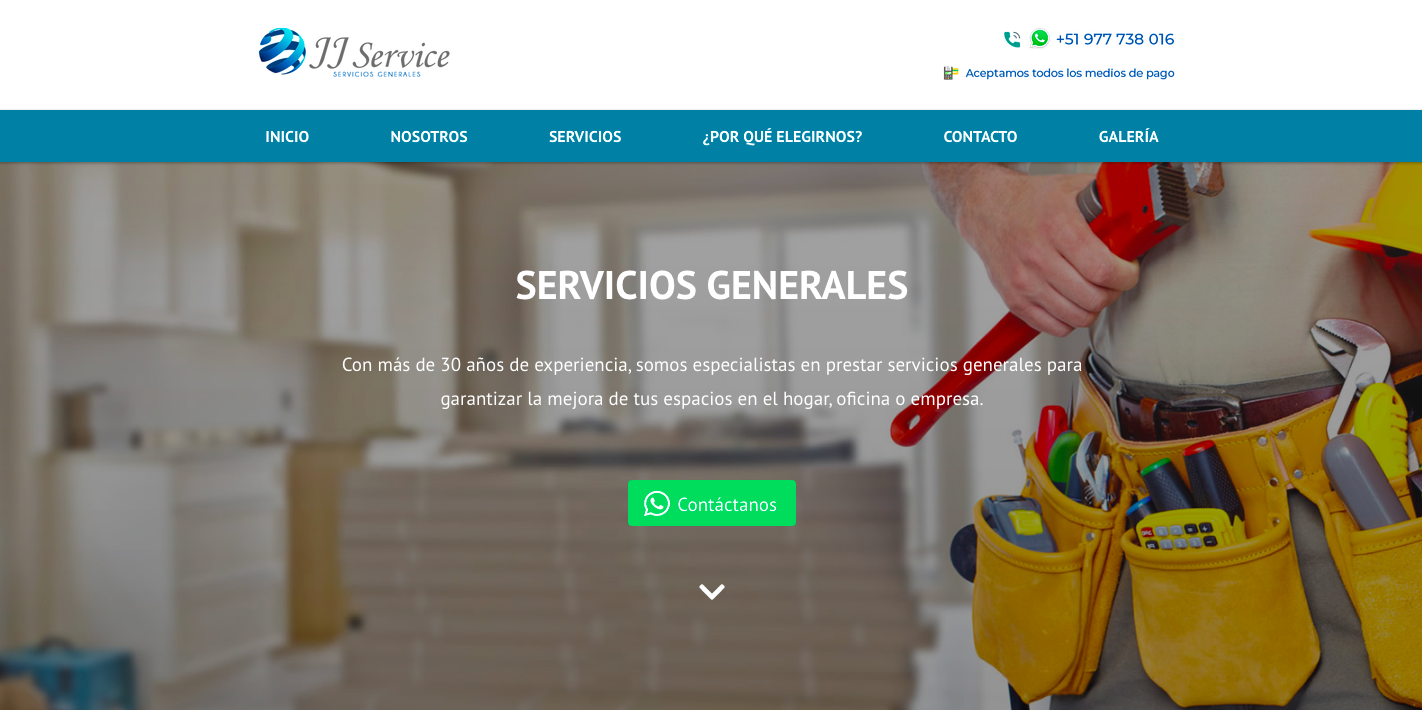 JJ Service
SERVICIOS GENERALES
+51 977 738 016
Aceptamos todos los medios de pago
INICIO
NOSOTROS
SERVICIOS
¿POR QUÉ ELEGIRNOS?
CONTACTO
GALERÍA
SERVICIOS GENERALES
Con más de 30 años de experiencia, somos especialistas en prestar servicios generales para
garantizar la mejora de tus espacios en el hogar, oficina o empresa.
Contáctanos